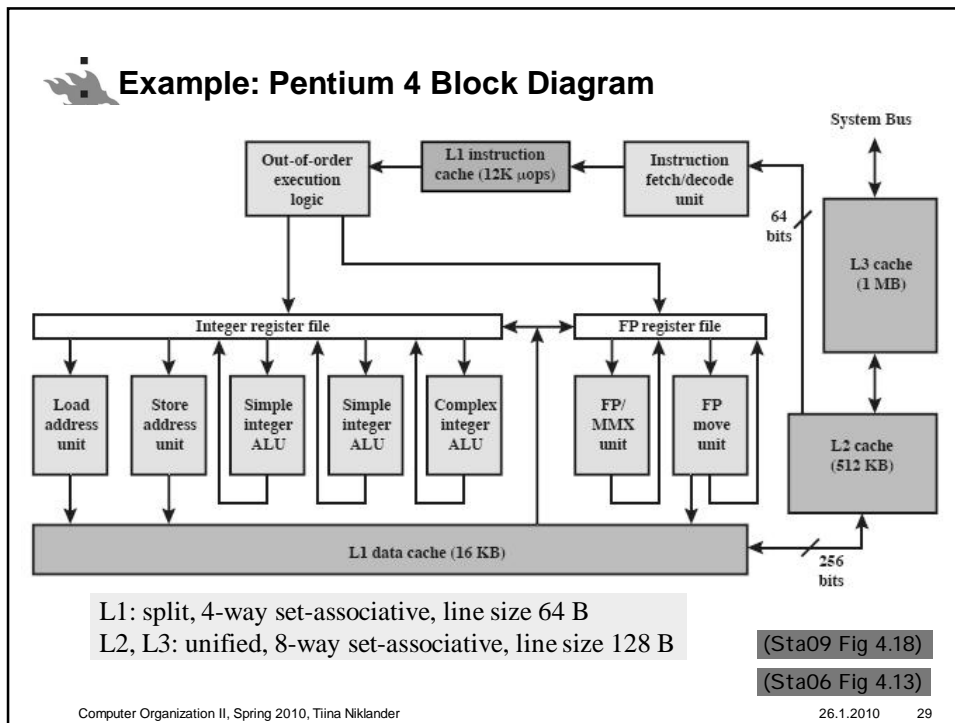 Example: Pentium 4 Block Diagram
System Bus
Out-of-order
execution
logic
L1 instruction
cache (12K μops)
Instruction
fetch/decode
unit
64
bits
L3 cache
(1 MB)
Integer register file
FP register file
Load
address
unit
Store
address
unit
Simple
integer
ALU
Simple
integer
ALU
Complex
integer
ALU
FP/
MMX
unit
FP
move
unit
L2 cache
(512 KB)
L1 data cache (16 KB)
256
bits
L1: split, 4-way set-associative, line size 64 B
L2, L3: unified, 8-way set-associative, line size 128 B
(Sta09 Fig 4.18)
(Sta06 Fig 4.13)
Computer Organization II, Spring 2010, Tiina Niklander
26.1.2010
29